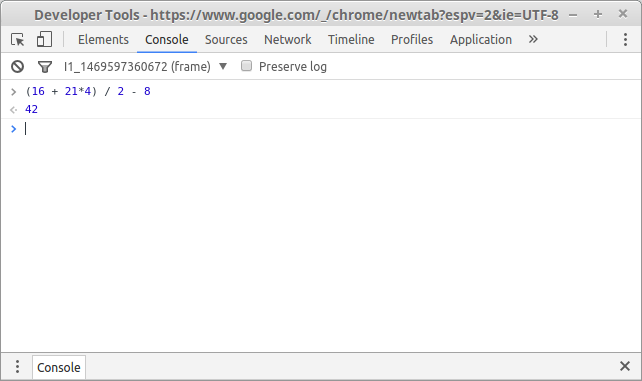 Developer Tools - https://www.google.com/_/chrome/newtab?espv=2&ie=UTF-8
Elements Console Sources Network Timeline Profiles Application
l1_1469597360672 (frame) Preserve log
(16 + 21*4) / 2 - 8
42
Console